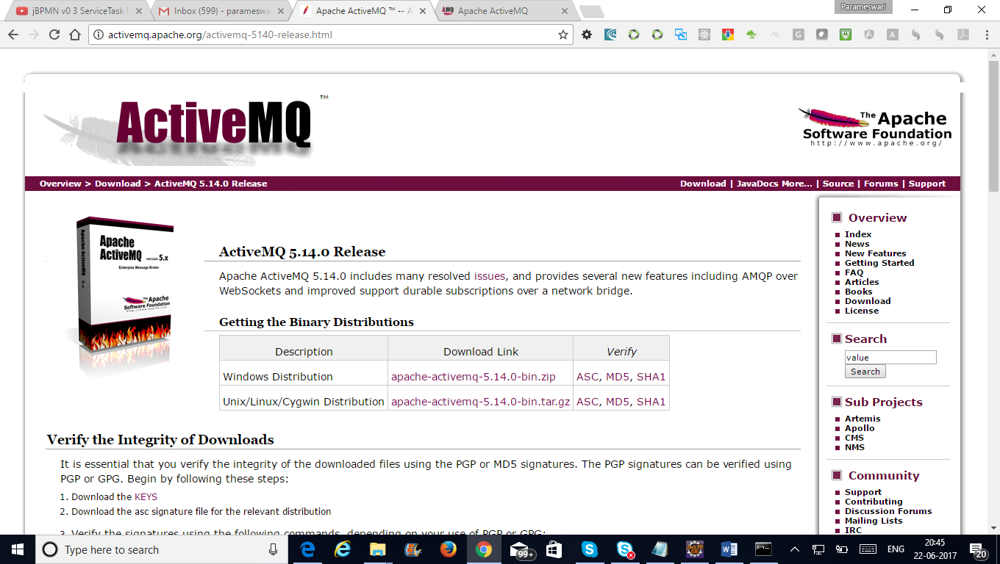 jBPMN v0 3 ServiceTask
Inbox (599) - parameswa
Apache ActiveMQ ™ -- A
Apache ActiveMQ
Parameswari
activemq.apache.org/activemq-5140-release.html
ActiveMQ ™
The Apache
Software Foundation
http://www.apache.org/
Overview > Download > ActiveMQ 5.14.0 Release
Download | JavaDocs More... | Source | Forums | Support
Apache ActiveMQ 5.x
Apache
ActiveMQ version 5.x
Enterprise Message Broker
The Apache
Software Foundation
http://www.apache.org/
ActiveMQ 5.14.0 Release
Apache ActiveMQ 5.14.0 includes many resolved issues, and provides several new features including AMQP over
WebSockets and improved support durable subscriptions over a network bridge.
Getting the Binary Distributions
Description Download Link Verify
Windows Distribution apache-activemq-5.14.0-bin.zip ASC, MD5, SHA1
Unix/Linux/Cygwin Distribution apache-activemq-5.14.0-bin.tar.gz ASC, MD5, SHA1
Verify the Integrity of Downloads
It is essential that you verify the integrity of the downloaded files using the PGP or MD5 signatures. The PGP signatures can be verified using
PGP or GPG. Begin by following these steps:
1. Download the KEYS
2. Download the asc signature file for the relevant distribution
3. Verify the signatures using the following commands, depending on your use of PGP or GPG:
Overview
Index
News
New Features
Getting Started
FAQ
Articles
Books
Download
License
Search
value
Search
Sub Projects
Artemis
Apollo
CMS
NMS
Community
Support
Contributing
Discussion Forums
Mailing Lists
IRC
Type here to search
99+
ENG
20:45
22-06-2017
20